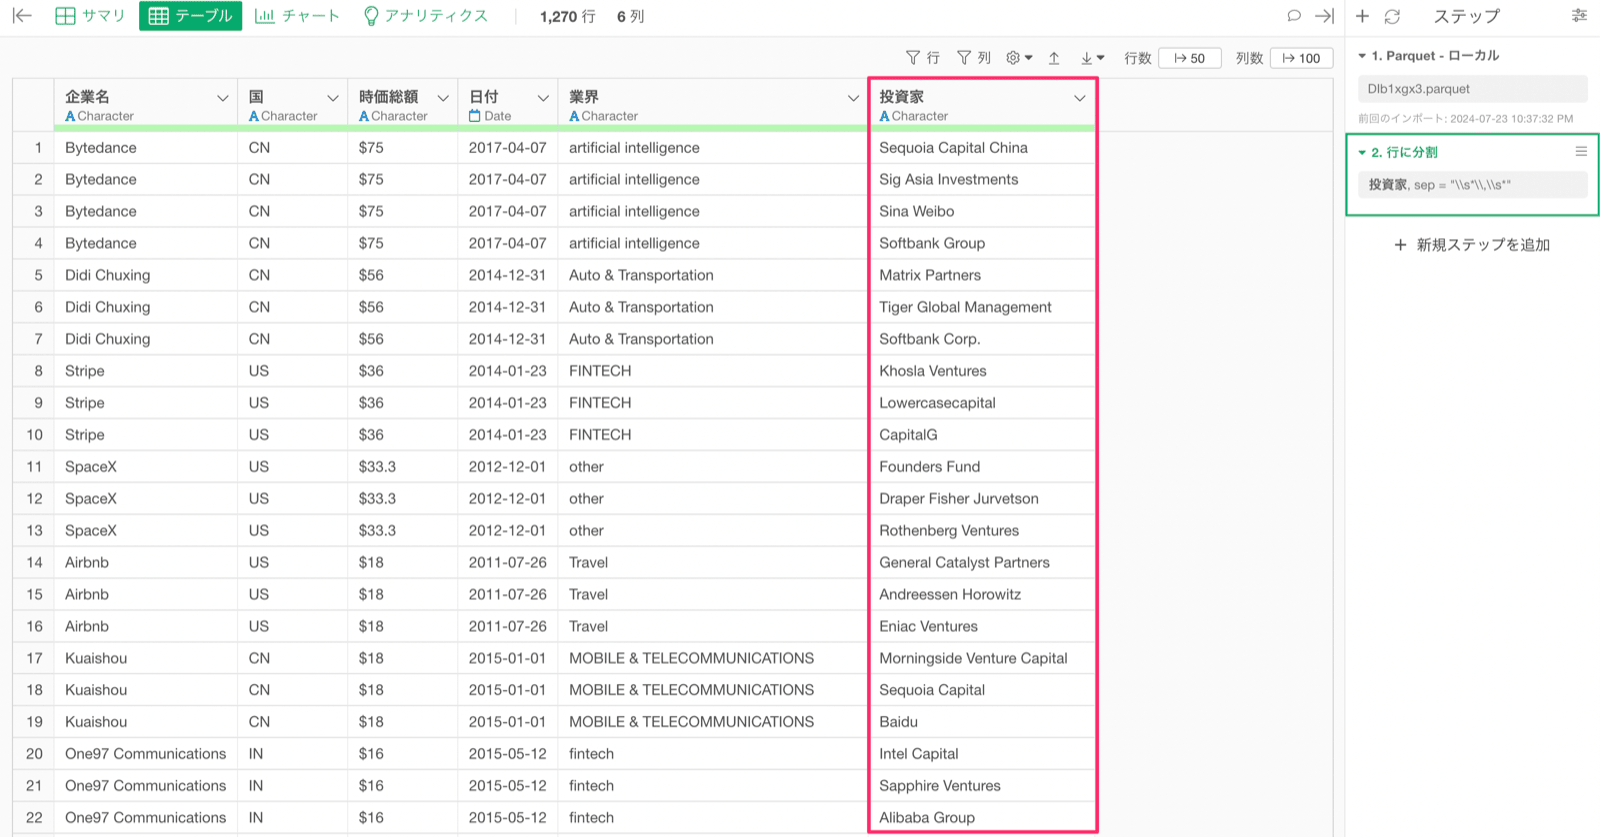 サマリ テーブル チャート アナリティクス 1,270 行 6 列
ステップ
行 列 行数 50 列数 100
企業名 国 時価総額 日付 業界 投資家
A Character A Character A Character Date A Character A Character
1 Bytedance CN $75 2017-04-07 artificial intelligence Sequoia Capital China
2 Bytedance CN $75 2017-04-07 artificial intelligence Sig Asia Investments
3 Bytedance CN $75 2017-04-07 artificial intelligence Sina Weibo
4 Bytedance CN $75 2017-04-07 artificial intelligence Softbank Group
5 Didi Chuxing CN $56 2014-12-31 Auto & Transportation Matrix Partners
6 Didi Chuxing CN $56 2014-12-31 Auto & Transportation Tiger Global Management
7 Didi Chuxing CN $56 2014-12-31 Auto & Transportation Softbank Corp.
8 Stripe US $36 2014-01-23 FINTECH Khosla Ventures
9 Stripe US $36 2014-01-23 FINTECH Lowercasecapital
10 Stripe US $36 2014-01-23 FINTECH CapitalG
11 SpaceX US $33.3 2012-12-01 other Founders Fund
12 SpaceX US $33.3 2012-12-01 other Draper Fisher Jurvetson
13 SpaceX US $33.3 2012-12-01 other Rothenberg Ventures
14 Airbnb US $18 2011-07-26 Travel General Catalyst Partners
15 Airbnb US $18 2011-07-26 Travel Andreessen Horowitz
16 Airbnb US $18 2011-07-26 Travel Eniac Ventures
17 Kuaishou CN $18 2015-01-01 MOBILE & TELECOMMUNICATIONS Morningside Venture Capital
18 Kuaishou CN $18 2015-01-01 MOBILE & TELECOMMUNICATIONS Sequoia Capital
19 Kuaishou CN $18 2015-01-01 MOBILE & TELECOMMUNICATIONS Baidu
20 One97 Communications IN $16 2015-05-12 fintech Intel Capital
21 One97 Communications IN $16 2015-05-12 fintech Sapphire Ventures
22 One97 Communications IN $16 2015-05-12 fintech Alibaba Group
1. Parquet - ローカル
Dlb1xgx3.parquet
前回のインポート: 2024-07-23 10:37:32 PM
2. 行に分割
投資家, sep = "\\s*\\,\\s*"
+ 新規ステップを追加